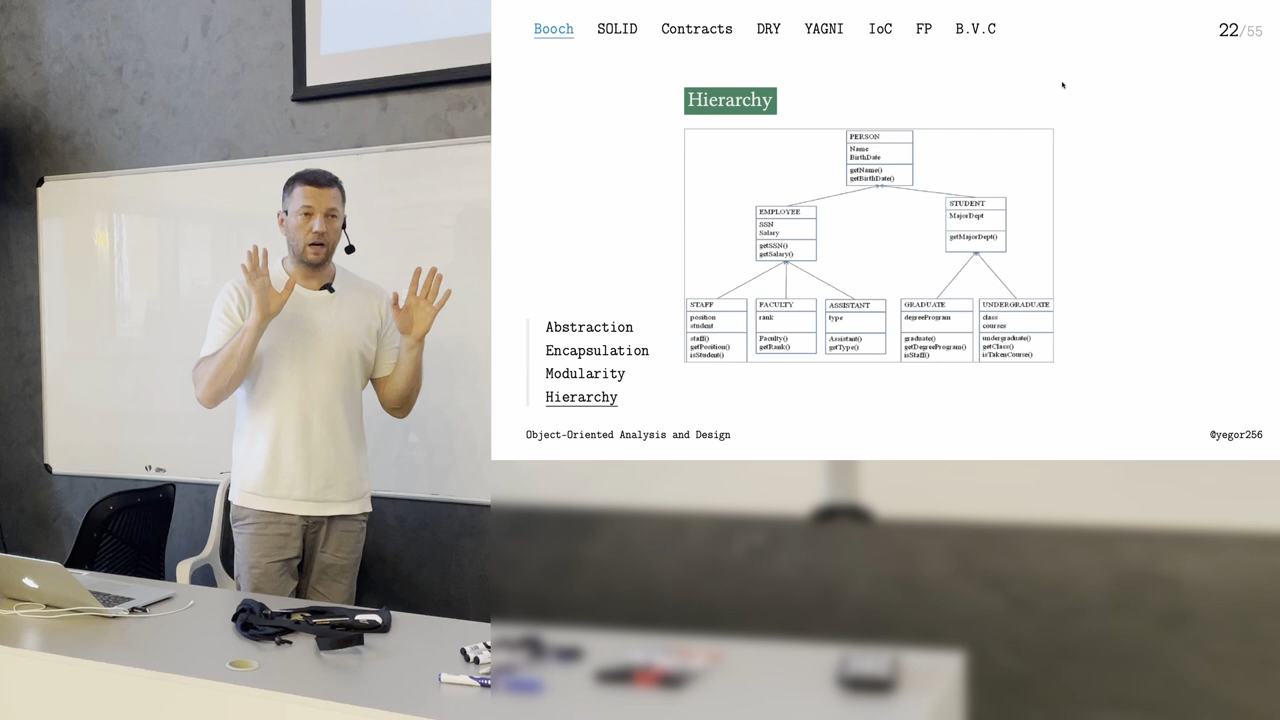 Booch SOLID Contracts DRY YAGNI IoC FP B.V.C
22/55
Hierarchy
PERSON
Name
BirthDate
getName()
getBirthDate()
EMPLOYEE
SSN
Salary
getSSN()
getSalary()
STUDENT
MajorDept
getMajorDept()
STAFF
position
student
staff()
getPosition()
isStudent()
FACULTY
rank
Faculty()
getRank()
ASSISTANT
type
Assistant()
getType()
GRADUATE
degreeProgram
graduate()
getDegreeProgram()
isStaff()
UNDERGRADUATE
class
courses
undergraduate()
getClass()
isTakenCourse()
Abstraction
Encapsulation
Modularity
Hierarchy
Object-Oriented Analysis and Design
@yegor256